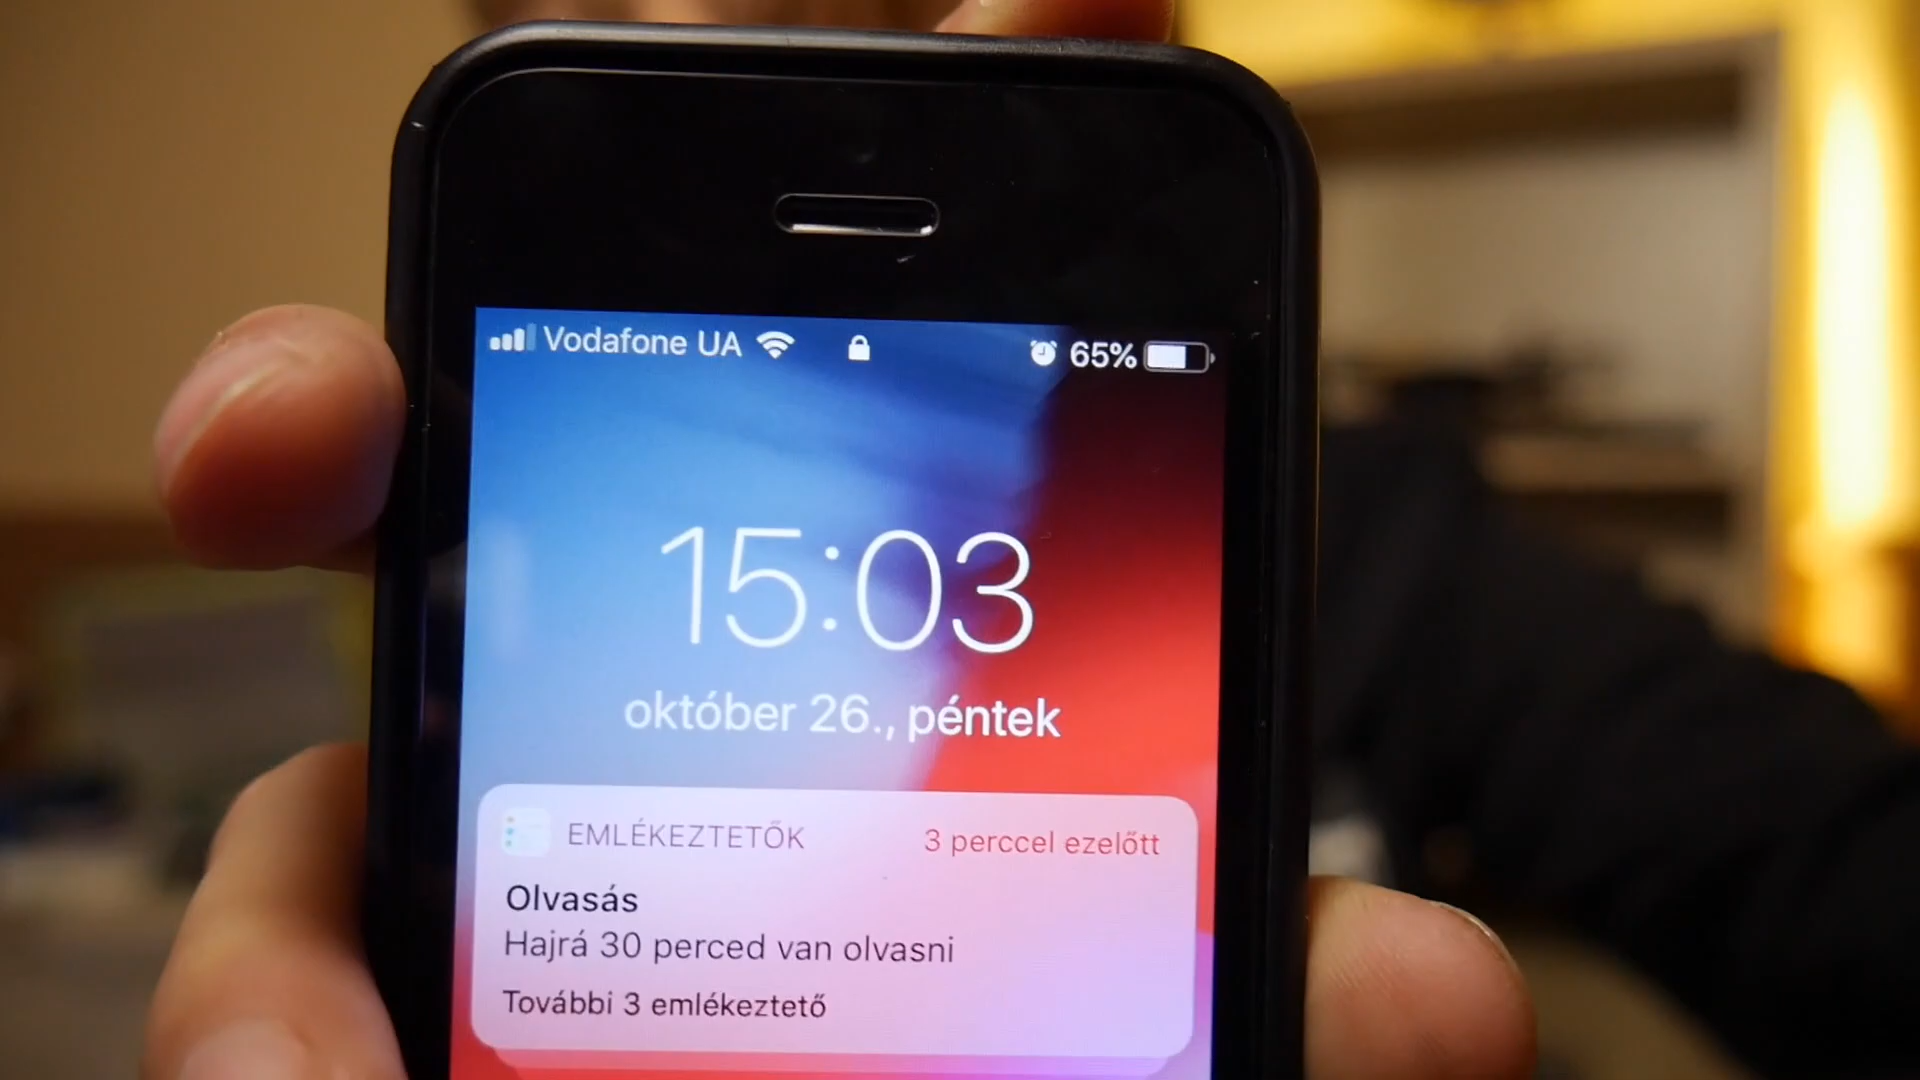 Vodafone UA 65%
15:03
október 26., péntek
EMLÉKEZTETŐK 3 perccel ezelőtt
Olvasás
Hajrá 30 perced van olvasni
További 3 emlékeztető